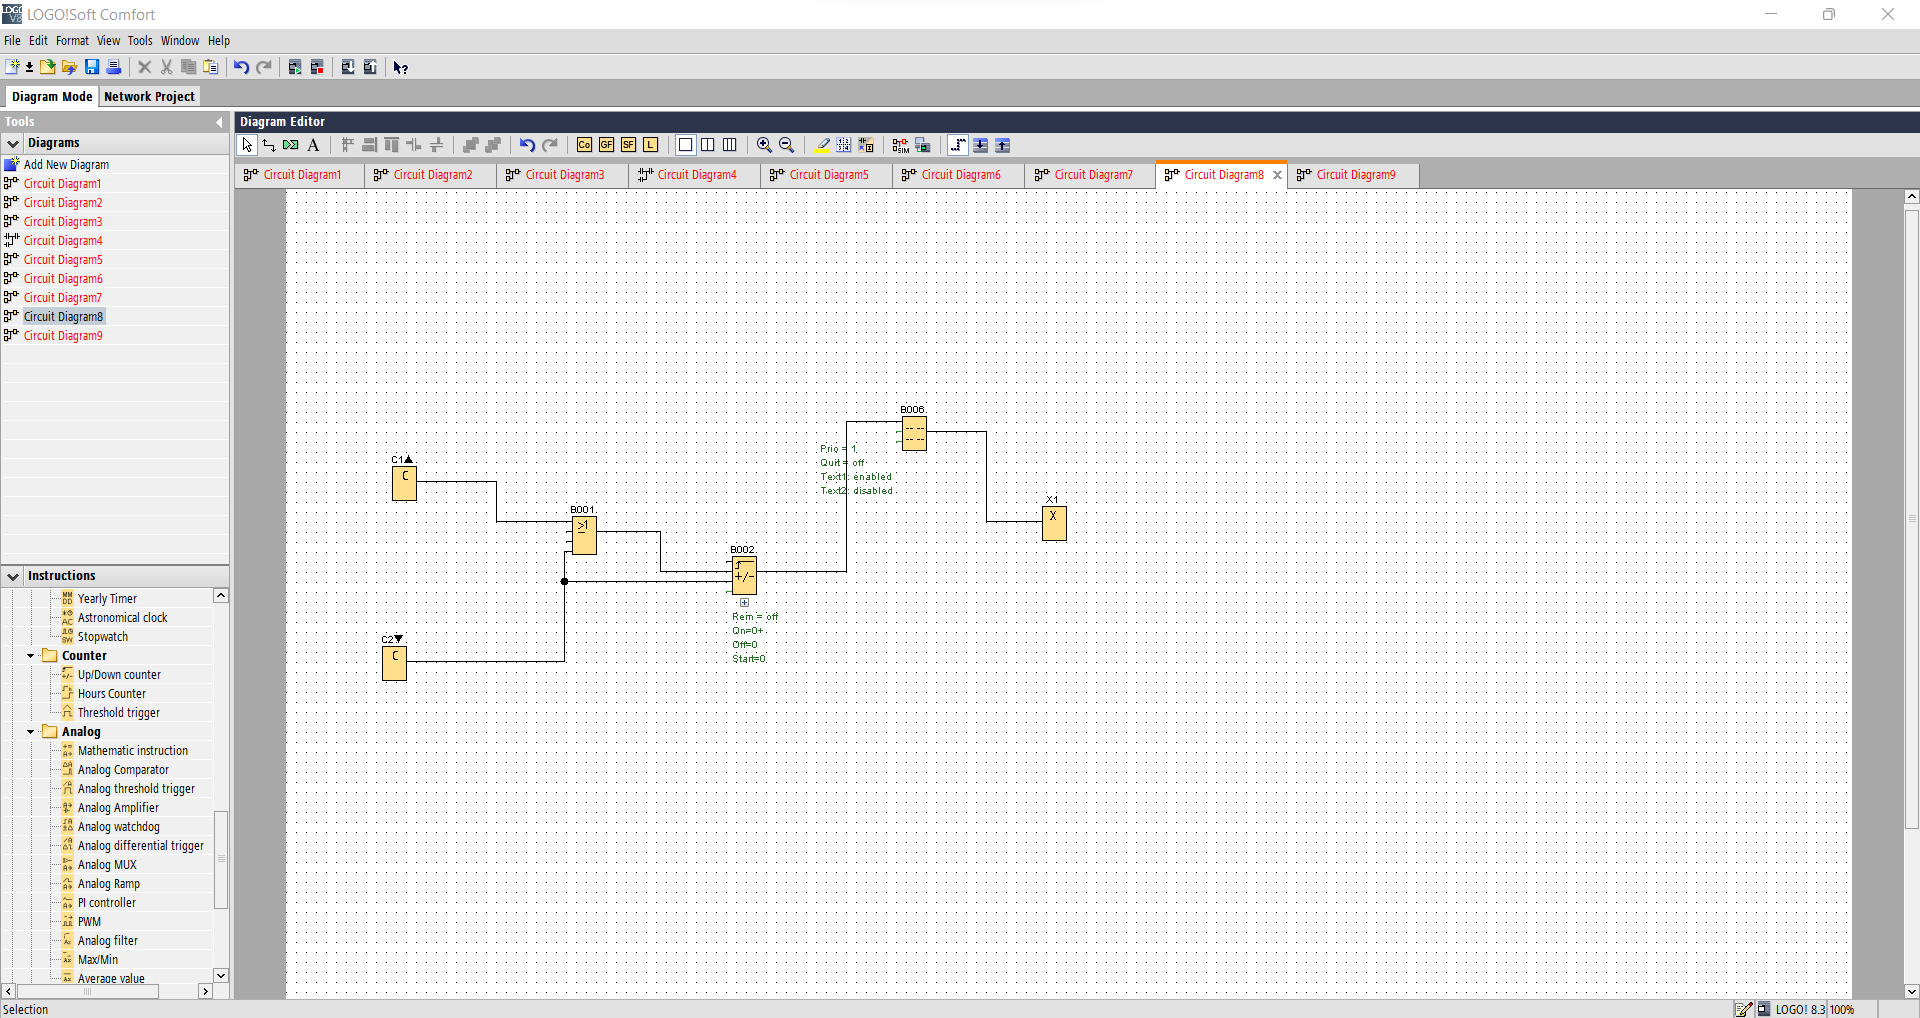 LOGO!Soft Comfort
File Edit Format View Tools Window Help
Diagram Mode Network Project
Tools
Diagrams
Add New Diagram
Circuit Diagram1
Circuit Diagram2
Circuit Diagram3
Circuit Diagram4
Circuit Diagram5
Circuit Diagram6
Circuit Diagram7
Circuit Diagram8
Circuit Diagram9
Instructions
Yearly Timer
Astronomical clock
Stopwatch
Counter
Up/Down counter
Hours Counter
Threshold trigger
Analog
Mathematic instruction
Analog Comparator
Analog threshold trigger
Analog Amplifier
Analog watchdog
Analog differential trigger
Analog MUX
Analog Ramp
PI controller
PWM
Analog filter
Max/Min
Average value
Diagram Editor
A Co GF SF L
Circuit Diagram1 Circuit Diagram2 Circuit Diagram3 Circuit Diagram4 Circuit Diagram5 Circuit Diagram6 Circuit Diagram7 Circuit Diagram8 Circuit Diagram9
B006
Prio = 1
Quit = off
Text1: enabled
Text2: disabled
C1▲
C
X1
X
B001
≥1
B002
+/-
Rem = off
On=0+
Off=0
Start=0
C2▼
C
Selection
LOGO! 8.3 100%